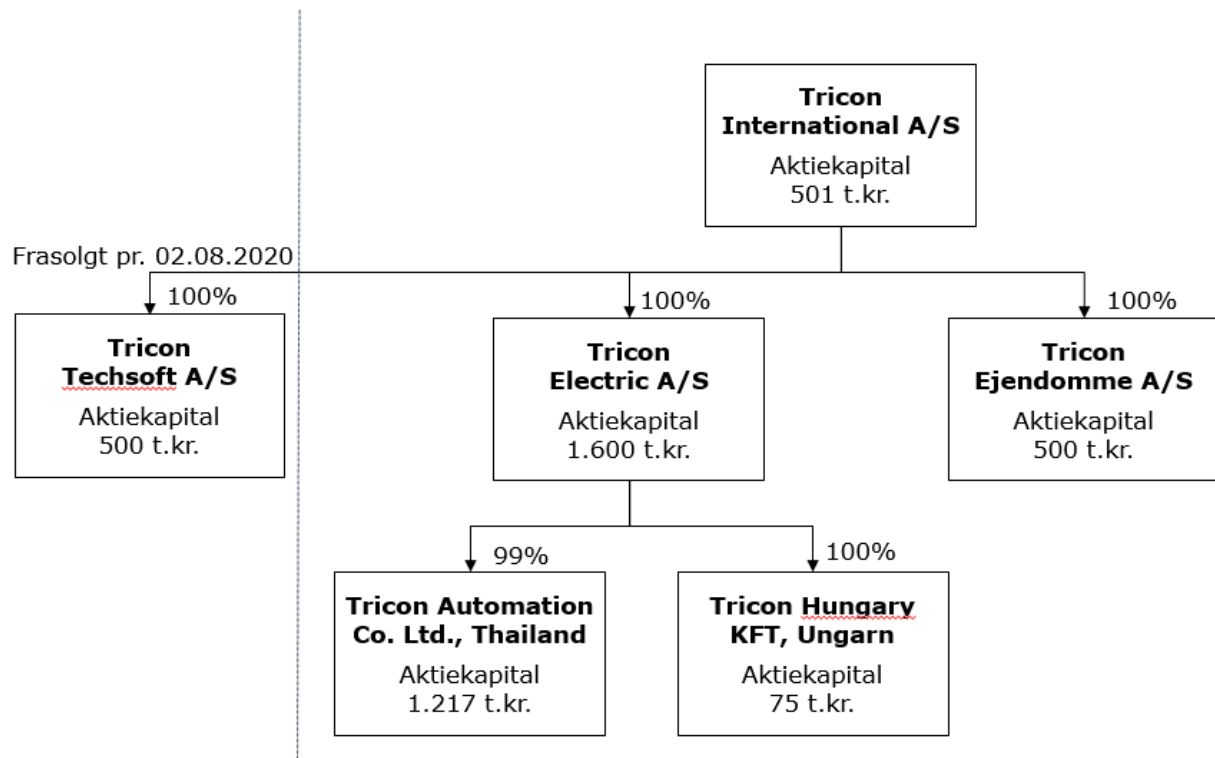 Tricon
International A/S
Aktiekapital
501 t.kr.
Frasolgt pr. 02.08.2020
100%
100%
100%
Tricon
Techsoft A/S
Aktiekapital
500 t.kr.
Tricon
Electric A/S
Aktiekapital
1.600 t.kr.
Tricon
Ejendomme A/S
Aktiekapital
500 t.kr.
99%
100%
Tricon Automation
Co. Ltd., Thailand
Aktiekapital
1.217 t.kr.
Tricon Hungary
KFT, Ungarn
Aktiekapital
75 t.kr.